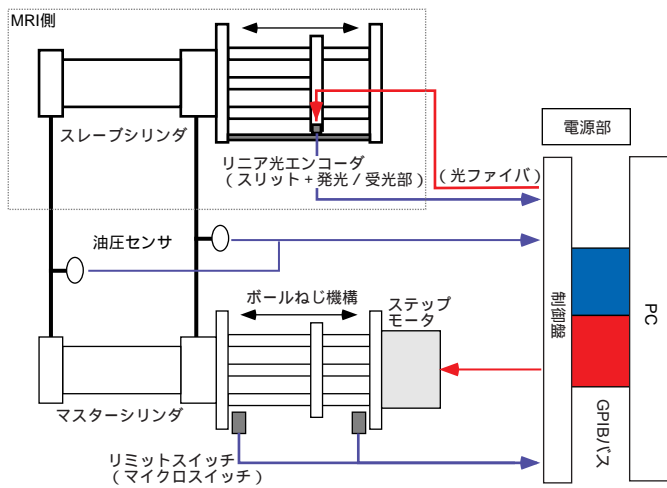 MRI側
スレーブシリンダ
リニア光エンコーダ
（スリット＋発光／受光部）
（光ファイバ）
電源部
油圧センサ
ボールねじ機構
ステップ
モータ
制御盤
PC
GPIBバス
マスターシリンダ
リミットスイッチ
（マイクロスイッチ）